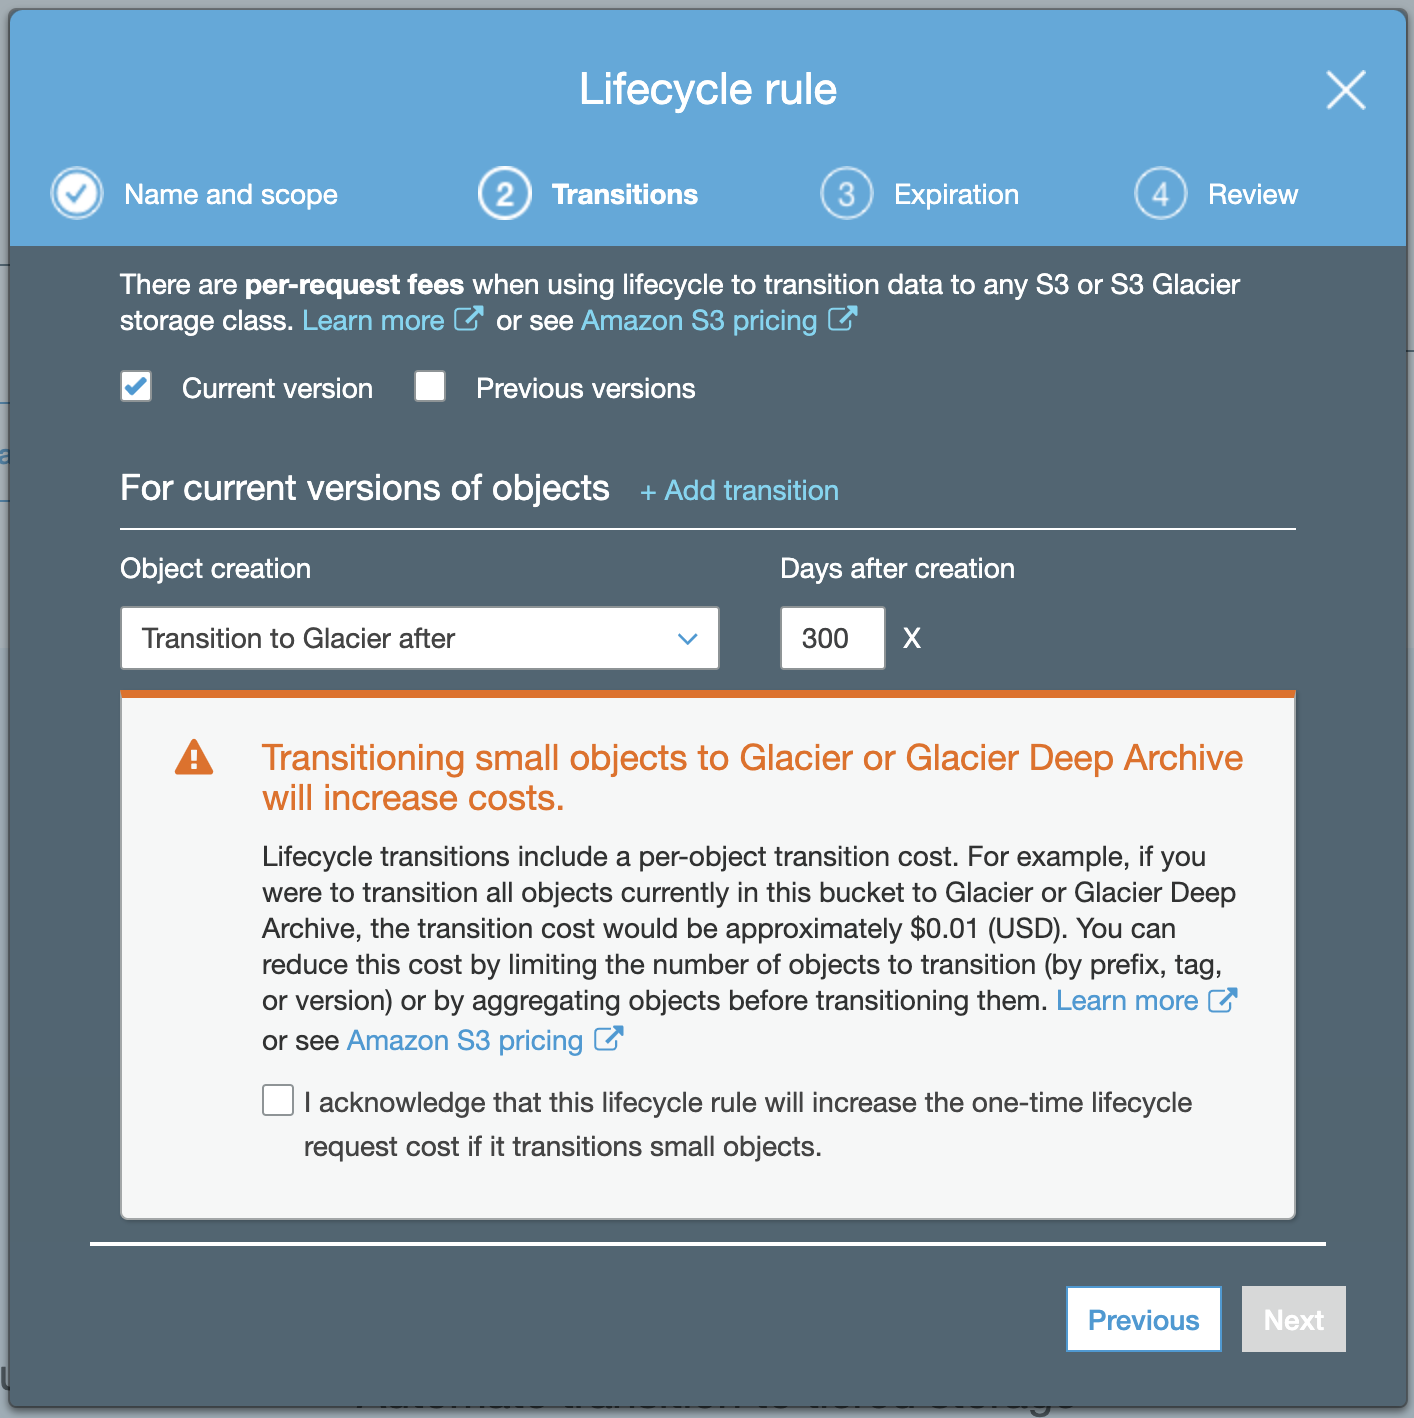 Lifecycle rule
Name and scope
2 Transitions
3 Expiration
4 Review
There are per-request fees when using lifecycle to transition data to any S3 or S3 Glacier
storage class. Learn more or see Amazon S3 pricing
Current version Previous versions
For current versions of objects + Add transition
Object creation Days after creation
Transition to Glacier after 300 X
Transitioning small objects to Glacier or Glacier Deep Archive
will increase costs.
Lifecycle transitions include a per-object transition cost. For example, if you
were to transition all objects currently in this bucket to Glacier or Glacier Deep
Archive, the transition cost would be approximately $0.01 (USD). You can
reduce this cost by limiting the number of objects to transition (by prefix, tag,
or version) or by aggregating objects before transitioning them. Learn more
or see Amazon S3 pricing
I acknowledge that this lifecycle rule will increase the one-time lifecycle
request cost if it transitions small objects.
Previous Next